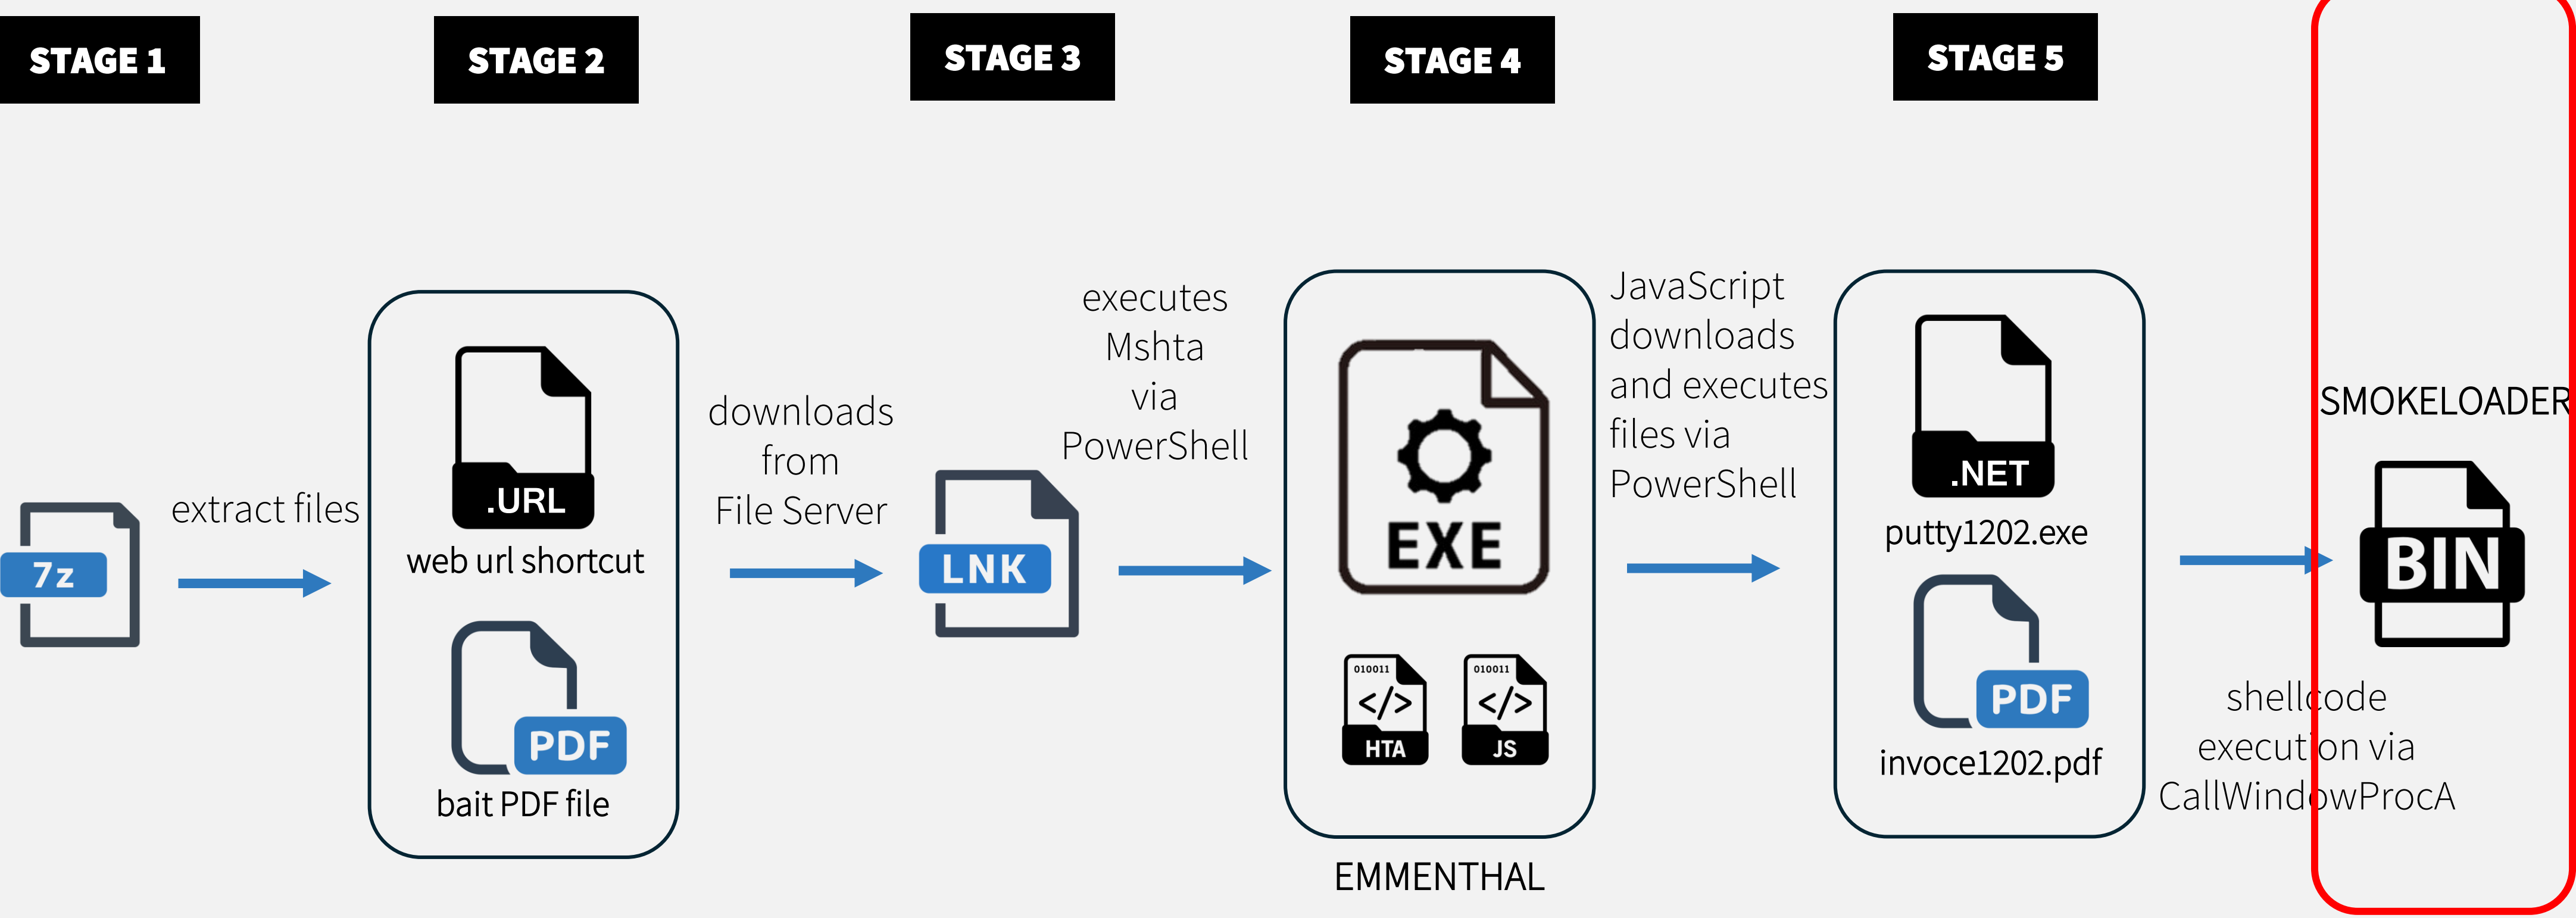 STAGE 1
STAGE 2
STAGE 3
STAGE 4
STAGE 5
7z
extract files
.URL
web url shortcut
PDF
bait PDF file
downloads
from
File Server
LNK
executes
Mshta
via
PowerShell
EXE
010011
</>
HTA
010011
</>
JS
EMMENTHAL
JavaScript
downloads
and executes
files via
PowerShell
.NET
putty1202.exe
PDF
invoce1202.pdf
shellcode
execution via
CallWindowProcA
SMOKELOADER
BIN